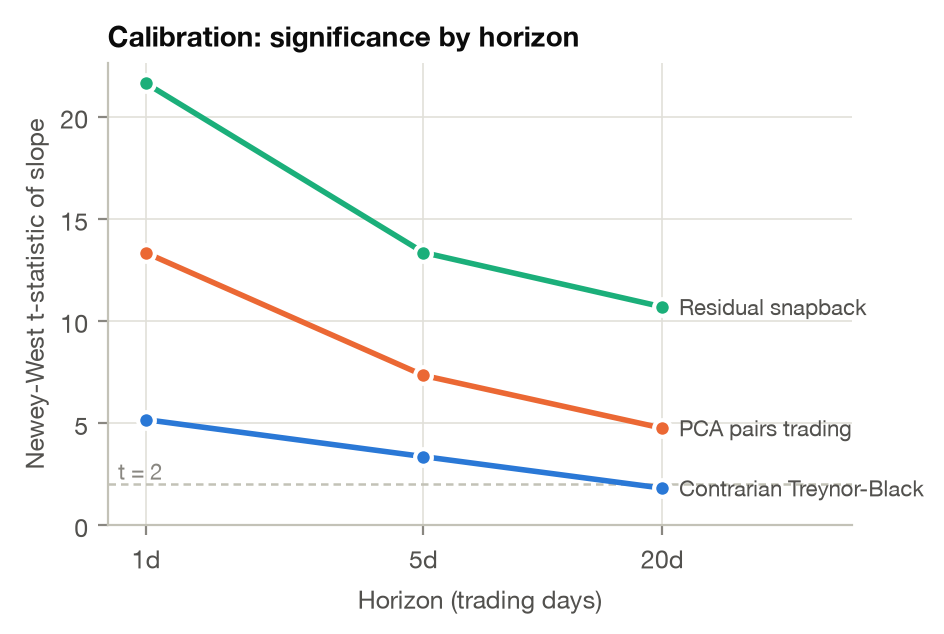 Calibration: significance by horizon
Newey-West t-statistic of slope
20
15
10
5
0
t = 2
Residual snapback
PCA pairs trading
Contrarian Treynor-Black
1d
5d
20d
Horizon (trading days)